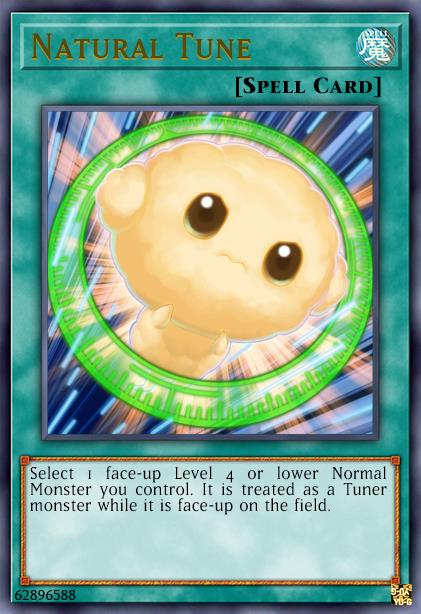 Natural Tune
SPELL
魔
[Spell Card]
Select 1 face-up Level 4 or lower Normal
Monster you control. It is treated as a Tuner
monster while it is face-up on the field.
62896588